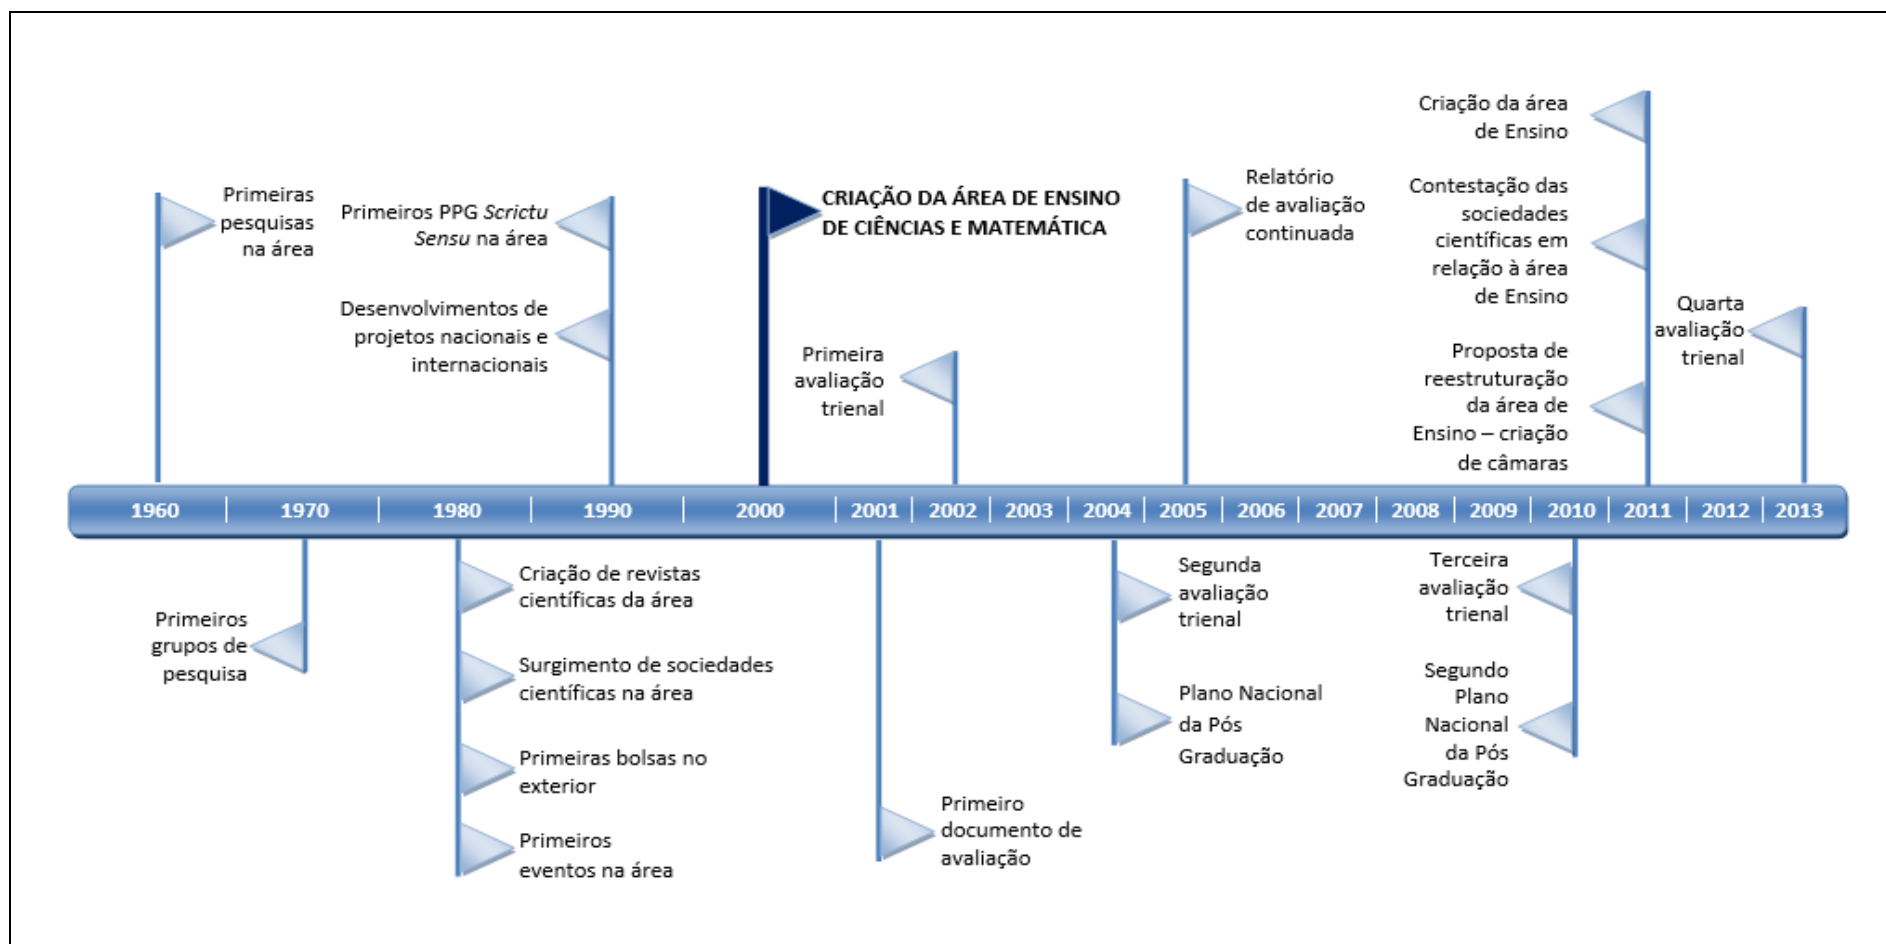 Primeiras
pesquisas
na área
Primeiros PPG Scrictu
Sensu na área
Desenvolvimentos de
projetos nacionais e
internacionais
CRIAÇÃO DA ÁREA DE ENSINO
DE CIÊNCIAS E MATEMÁTICA
Primeira
avaliação
trienal
Relatório
de avaliação
continuada
Criação da área
de Ensino
Contestação das
sociedades
científicas em
relação à área
de Ensino
Proposta de
reestruturação
da área de
Ensino – criação
de câmaras
Quarta
avaliação
trienal
1960 1970 1980 1990 2000 2001 2002 2003 2004 2005 2006 2007 2008 2009 2010 2011 2012 2013
Primeiros
grupos de
pesquisa
Criação de revistas
científicas da área
Surgimento de sociedades
científicas na área
Primeiras bolsas no
exterior
Primeiros
eventos na área
Primeiro
documento de
avaliação
Segunda
avaliação
trienal
Plano Nacional
da Pós
Graduação
Terceira
avaliação
trienal
Segundo
Plano
Nacional
da Pós
Graduação